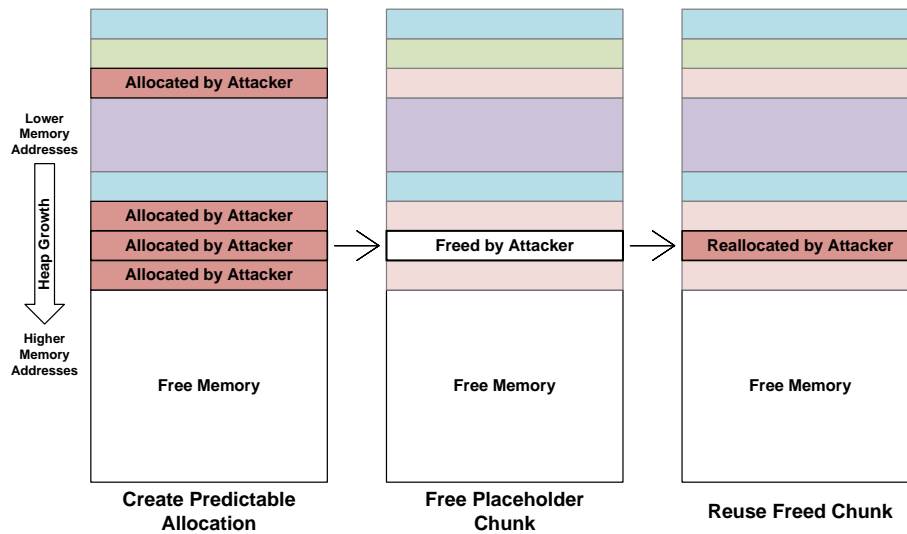 Allocated by Attacker
Lower
Memory
Addresses
Heap Growth
Higher
Memory
Addresses
Allocated by Attacker
Allocated by Attacker
Allocated by Attacker
Free Memory
Create Predictable
Allocation
Freed by Attacker
Free Memory
Free Placeholder
Chunk
Reallocated by Attacker
Free Memory
Reuse Freed Chunk